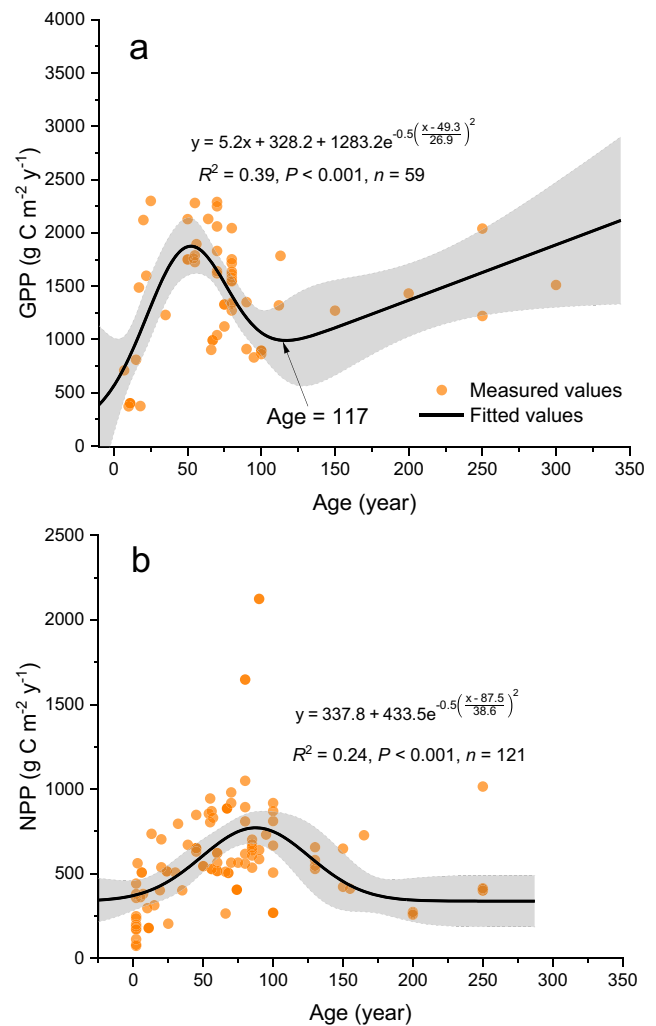 a
4000
3500
3000
2500
2000
1500
1000
500
0
GPP (g C m⁻² y⁻¹)
y = 5.2x + 328.2 + 1283.2e^{-0.5((x - 49.3)/26.9)²}
R² = 0.39, P < 0.001, n = 59
Measured values
Fitted values
Age = 117
0 50 100 150 200 250 300 350
Age (year)
b
2500
2000
1500
1000
500
0
NPP (g C m⁻² y⁻¹)
y = 337.8 + 433.5e^{-0.5((x - 87.5)/38.6)²}
R² = 0.24, P < 0.001, n = 121
0 50 100 150 200 250 300 350
Age (year)